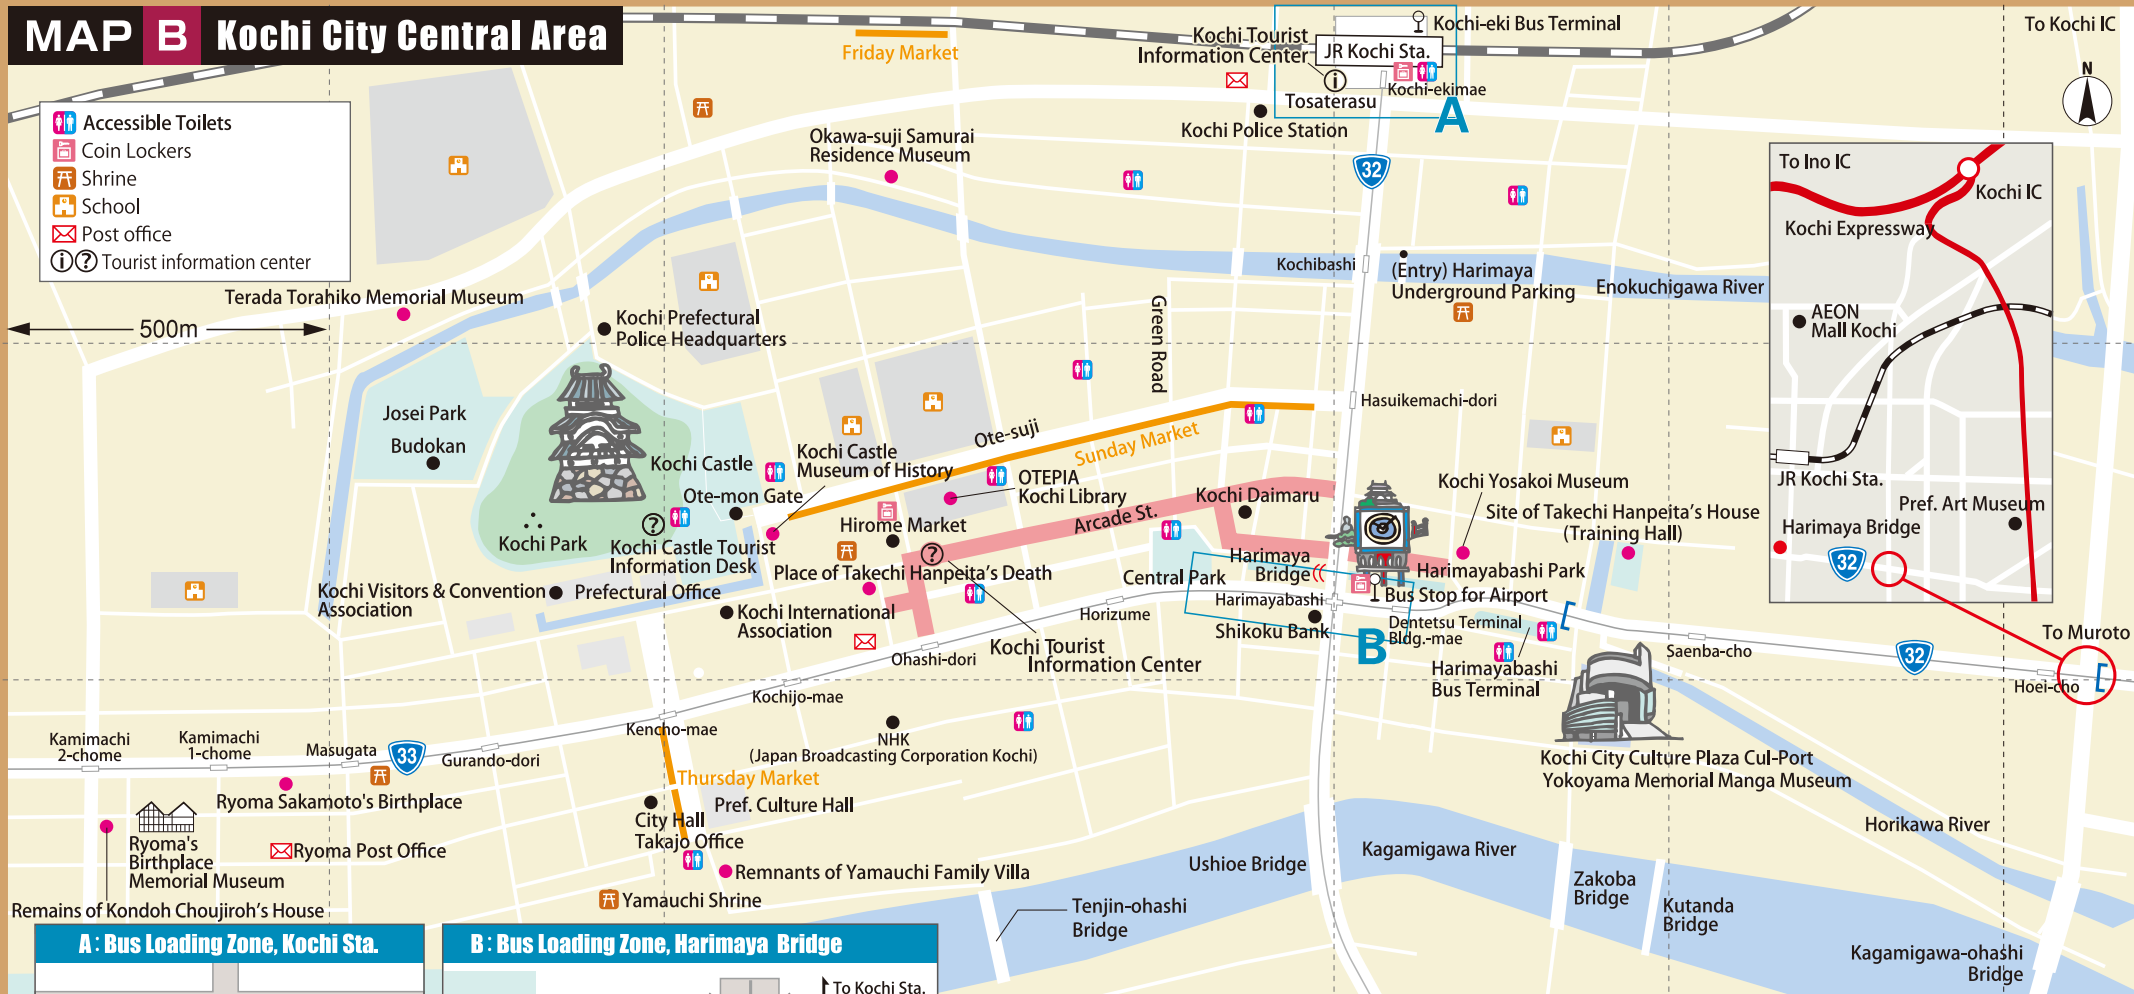 MAP B Kochi City Central Area
Accessible Toilets
Coin Lockers
Shrine
School
Post office
Tourist information center
500m
Friday Market
Kochi Tourist
Information Center
JR Kochi Sta.
Kochi-eki Bus Terminal
Kochi-ekimae
Tosaterasu
A
Kochi Police Station
To Kochi IC
N
Okawa-suji Samurai
Residence Museum
32
Terada Torahiko Memorial Museum
Kochi Prefectural
Police Headquarters
Kochibashi
(Entry) Harimaya
Underground Parking
Enokuchigawa River
Green Road
To Ino IC
Kochi IC
Kochi Expressway
AEON
Mall Kochi
JR Kochi Sta.
Pref. Art Museum
Harimaya Bridge
32
Josei Park
Budokan
Kochi Castle
Ote-mon Gate
Kochi Castle
Museum of History
Ote-suji
Sunday Market
Hasuikemachi-dori
OTEPIA
Kochi Library
Kochi Daimaru
Arcade St.
Hirome Market
Kochi Yosakoi Museum
Site of Takechi Hanpeita's House
(Training Hall)
Kochi Park
Kochi Castle Tourist
Information Desk
Place of Takechi Hanpeita's Death
Central Park
Harimaya
Bridge
Harimayabashi Park
Bus Stop for Airport
Harimayabashi
Kochi Visitors & Convention
Association
Prefectural Office
Kochi International
Association
Horizume
Shikoku Bank
B
Dentetsu Terminal
Bldg.-mae
Harimayabashi
Bus Terminal
Ohashi-dori
Kochi Tourist
Information Center
Saenba-cho
32
To Muroto
Hoei-cho
Kochijo-mae
Kencho-mae
NHK
(Japan Broadcasting Corporation Kochi)
Kochi City Culture Plaza Cul-Port
Yokoyama Memorial Manga Museum
Kamimachi
2-chome
Kamimachi
1-chome
Masugata
33
Gurando-dori
Ryoma Sakamoto's Birthplace
Thursday Market
Pref. Culture Hall
City Hall
Takajo Office
Remnants of Yamauchi Family Villa
Yamauchi Shrine
Ryoma's
Birthplace
Memorial Museum
Ryoma Post Office
Remains of Kondoh Choujiroh's House
Ushioe Bridge
Kagamigawa River
Horikawa River
Tenjin-ohashi
Bridge
Zakoba
Bridge
Kutanda
Bridge
Kagamigawa-ohashi
Bridge
A : Bus Loading Zone, Kochi Sta.
B : Bus Loading Zone, Harimaya Bridge
To Kochi Sta.